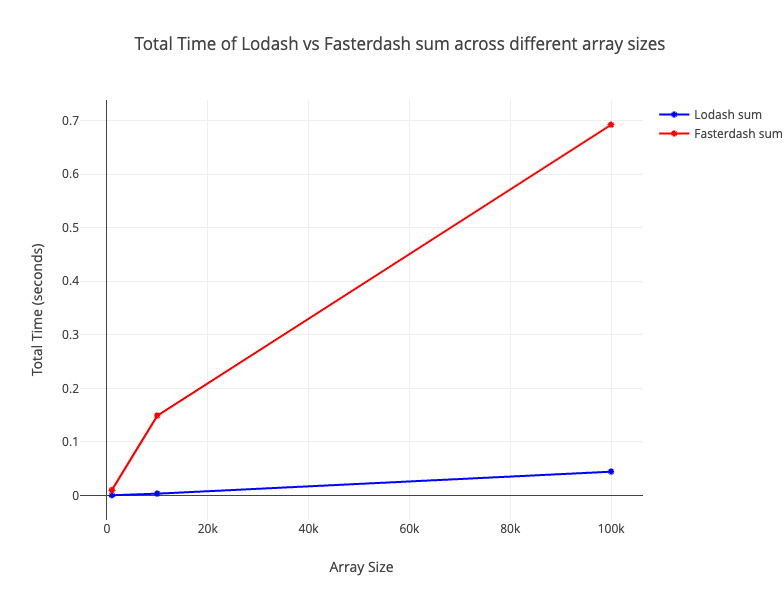 Total Time of Lodash vs Fasterdash sum across different array sizes
Lodash sum
Fasterdash sum
Total Time (seconds)
0.7
0.6
0.5
0.4
0.3
0.2
0.1
0
0 20k 40k 60k 80k 100k
Array Size